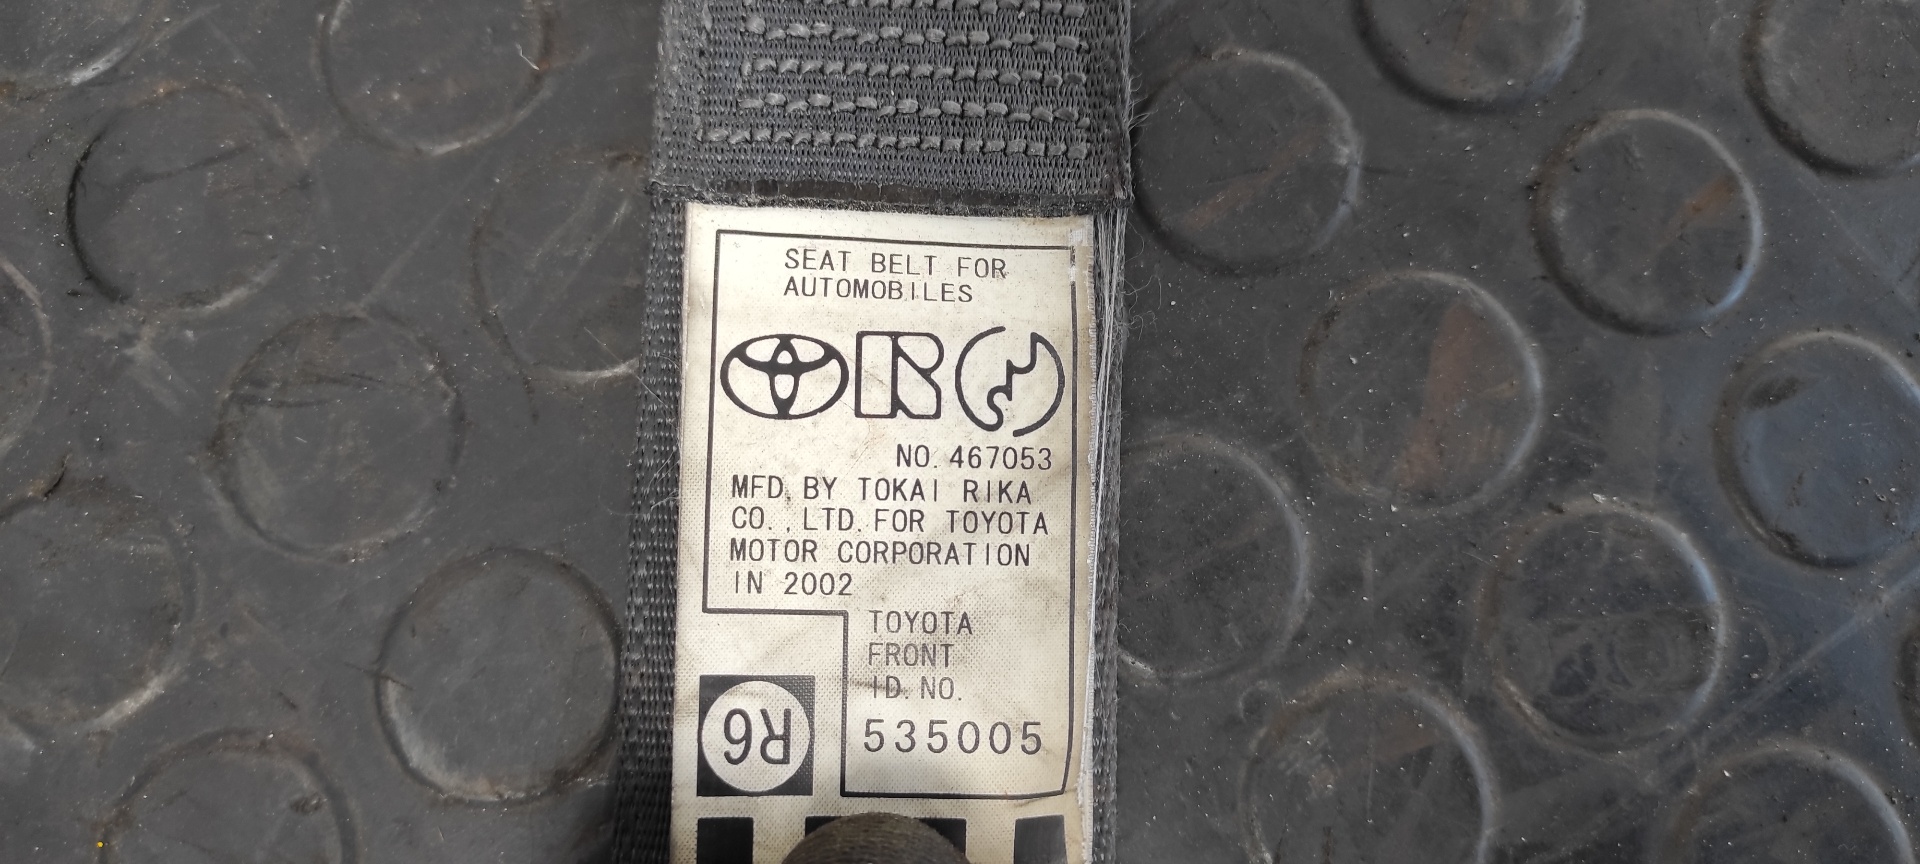 SEAT BELT FOR
AUTOMOBILES
NO. 467053
MFD. BY TOKAI RIKA
CO., LTD. FOR TOYOTA
MOTOR CORPORATION
IN 2002
TOYOTA
FRONT
ID. NO.
535005
R6